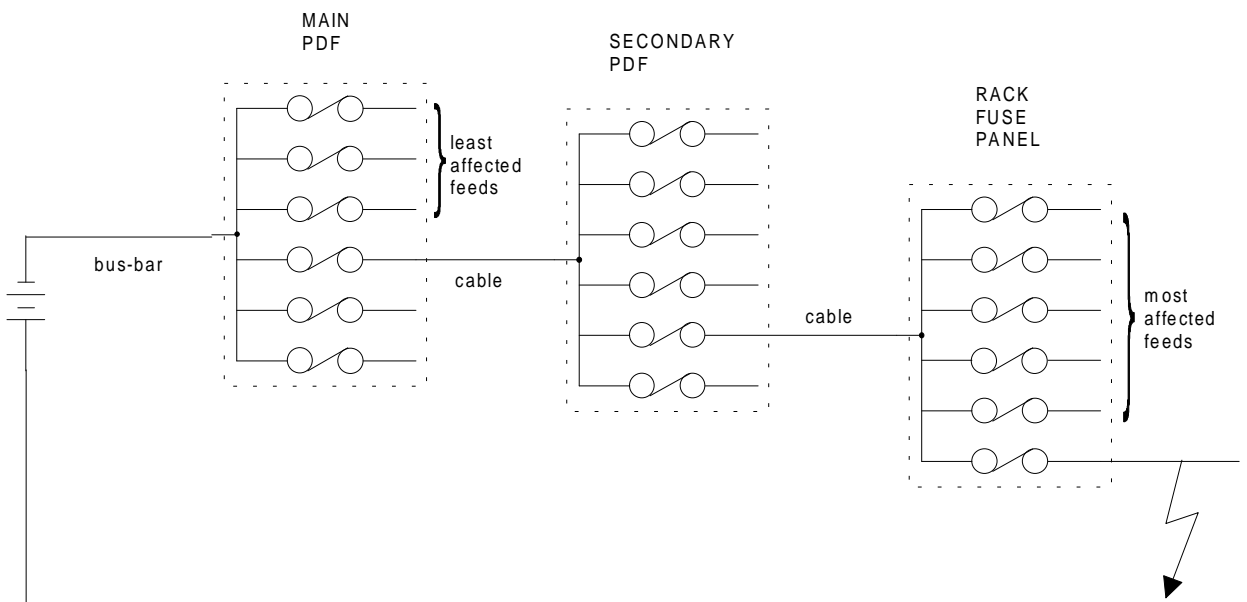 MAIN
PDF
SECONDARY
PDF
RACK
FUSE
PANEL
least
affected
feeds
bus-bar
cable
cable
most
affected
feeds